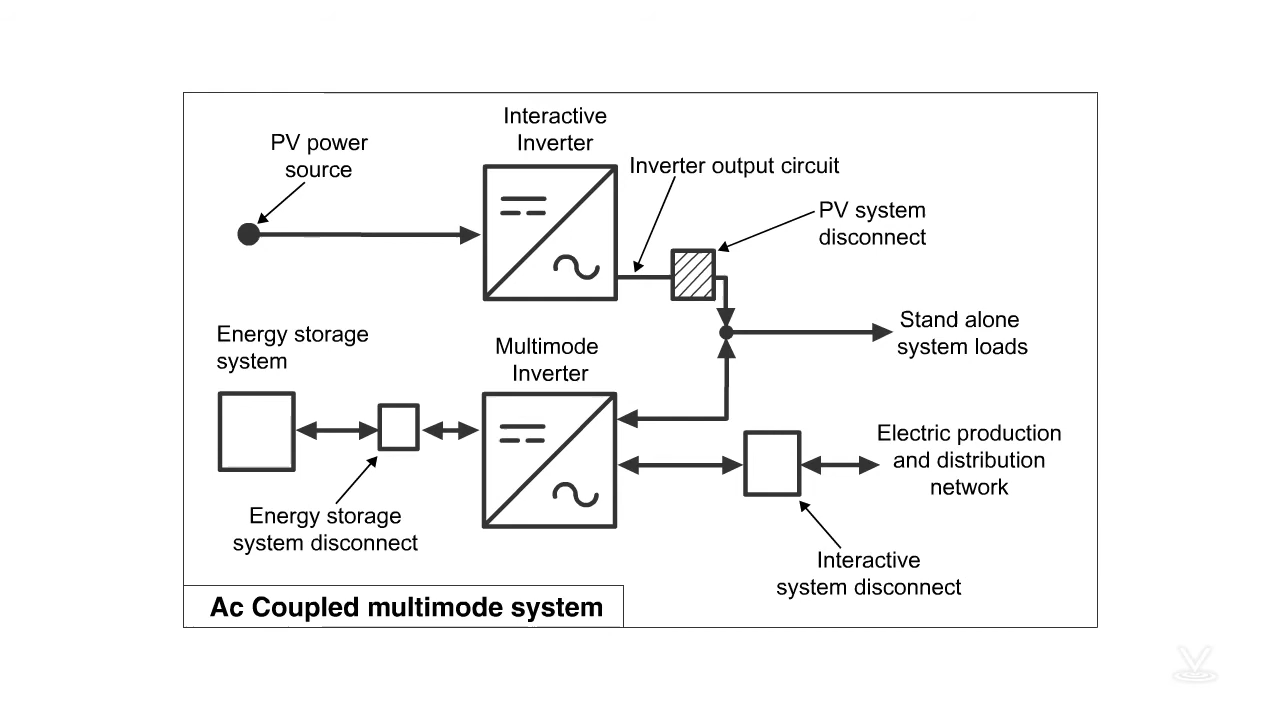 Interactive
Inverter
PV power
source
Inverter output circuit
PV system
disconnect
Stand alone
system loads
Energy storage
system
Multimode
Inverter
Electric production
and distribution
network
Energy storage
system disconnect
Interactive
system disconnect
Ac Coupled multimode system